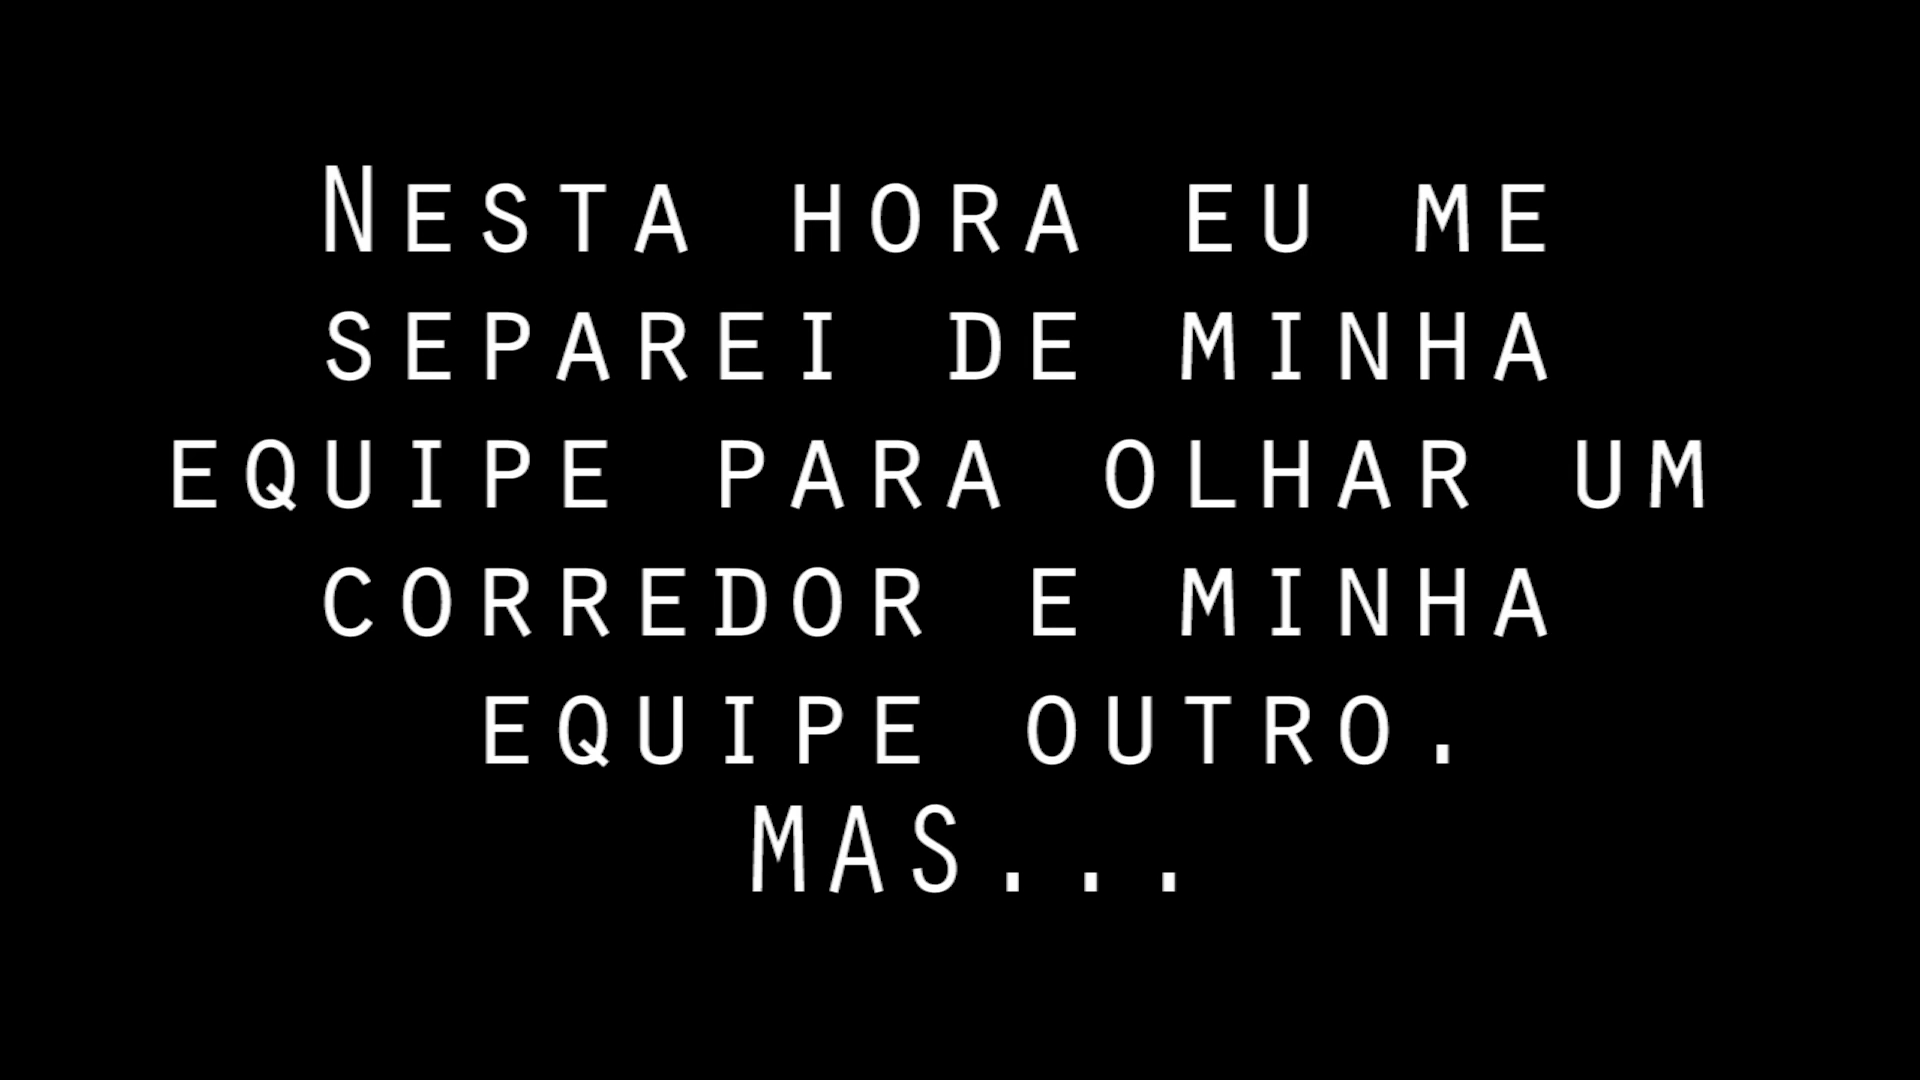 Nesta hora eu me
separei de minha
equipe para olhar um
corredor e minha
equipe outro.
MAS...